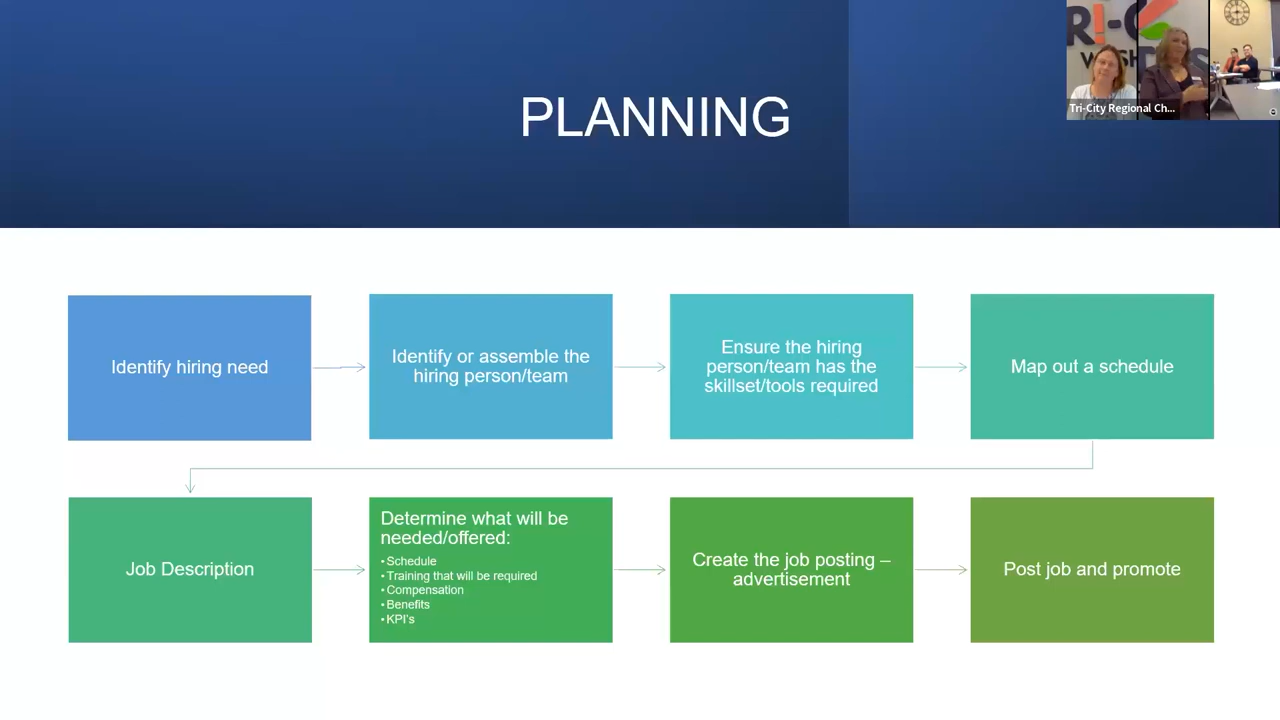 PLANNING
Tri-City Regional Ch...
Identify hiring need
Identify or assemble the
hiring person/team
Ensure the hiring
person/team has the
skillset/tools required
Map out a schedule
Job Description
Determine what will be
needed/offered:
•Schedule
•Training that will be required
•Compensation
•Benefits
•KPI's
Create the job posting –
advertisement
Post job and promote